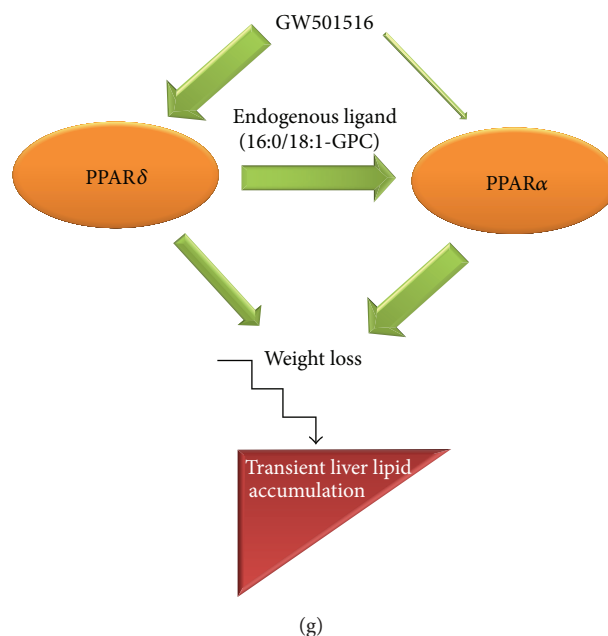 GW501516
Endogenous ligand
(16:0/18:1-GPC)
PPARδ
PPARα
Weight loss
Transient liver lipid
accumulation
(g)